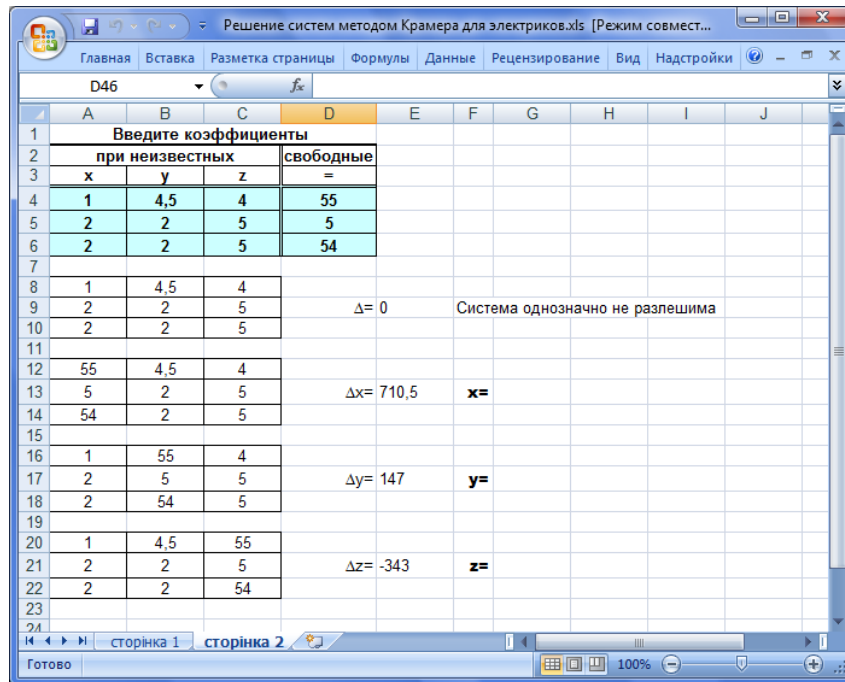 Решение систем методом Крамера для электриков.xls [Режим совмест...
Главная Вставка Разметка страницы Формулы Данные Рецензирование Вид Надстройки
D46 fx
A B C D E F G H I J
1 Введите коэффициенты
2 при неизвестных свободные
3 x y z =
4 1 4,5 4 55
5 2 2 5 5
6 2 2 5 54
7
8 1 4,5 4
9 2 2 5 Δ= 0 Система однозначно не разлешима
10 2 2 5
11
12 55 4,5 4
13 5 2 5 Δx= 710,5 x=
14 54 2 5
15
16 1 55 4
17 2 5 5 Δy= 147 y=
18 2 54 5
19
20 1 4,5 55
21 2 2 5 Δz= -343 z=
22 2 2 54
23
24
сторінка 1 сторінка 2
Готово 100%